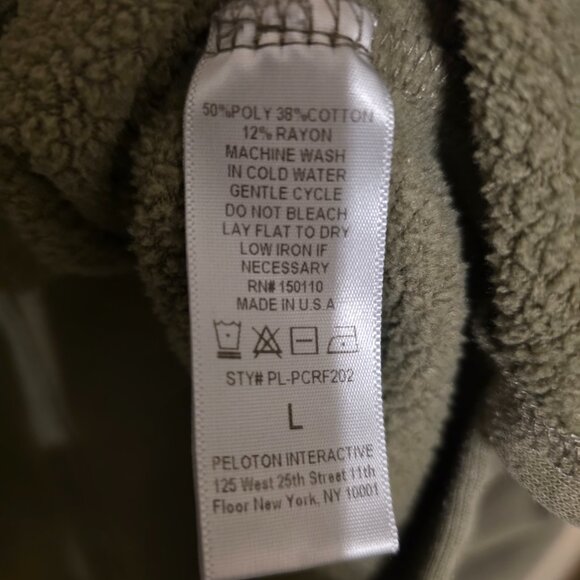 50%POLY 38%COTTON
12% RAYON
MACHINE WASH
IN COLD WATER
GENTLE CYCLE
DO NOT BLEACH
LAY FLAT TO DRY
LOW IRON IF
NECESSARY
RN# 150110
MADE IN U.S.A
STY# PL-PCRF202
L
PELOTON INTERACTIVE
125 West 25th Street 11th
Floor New York, NY 10001